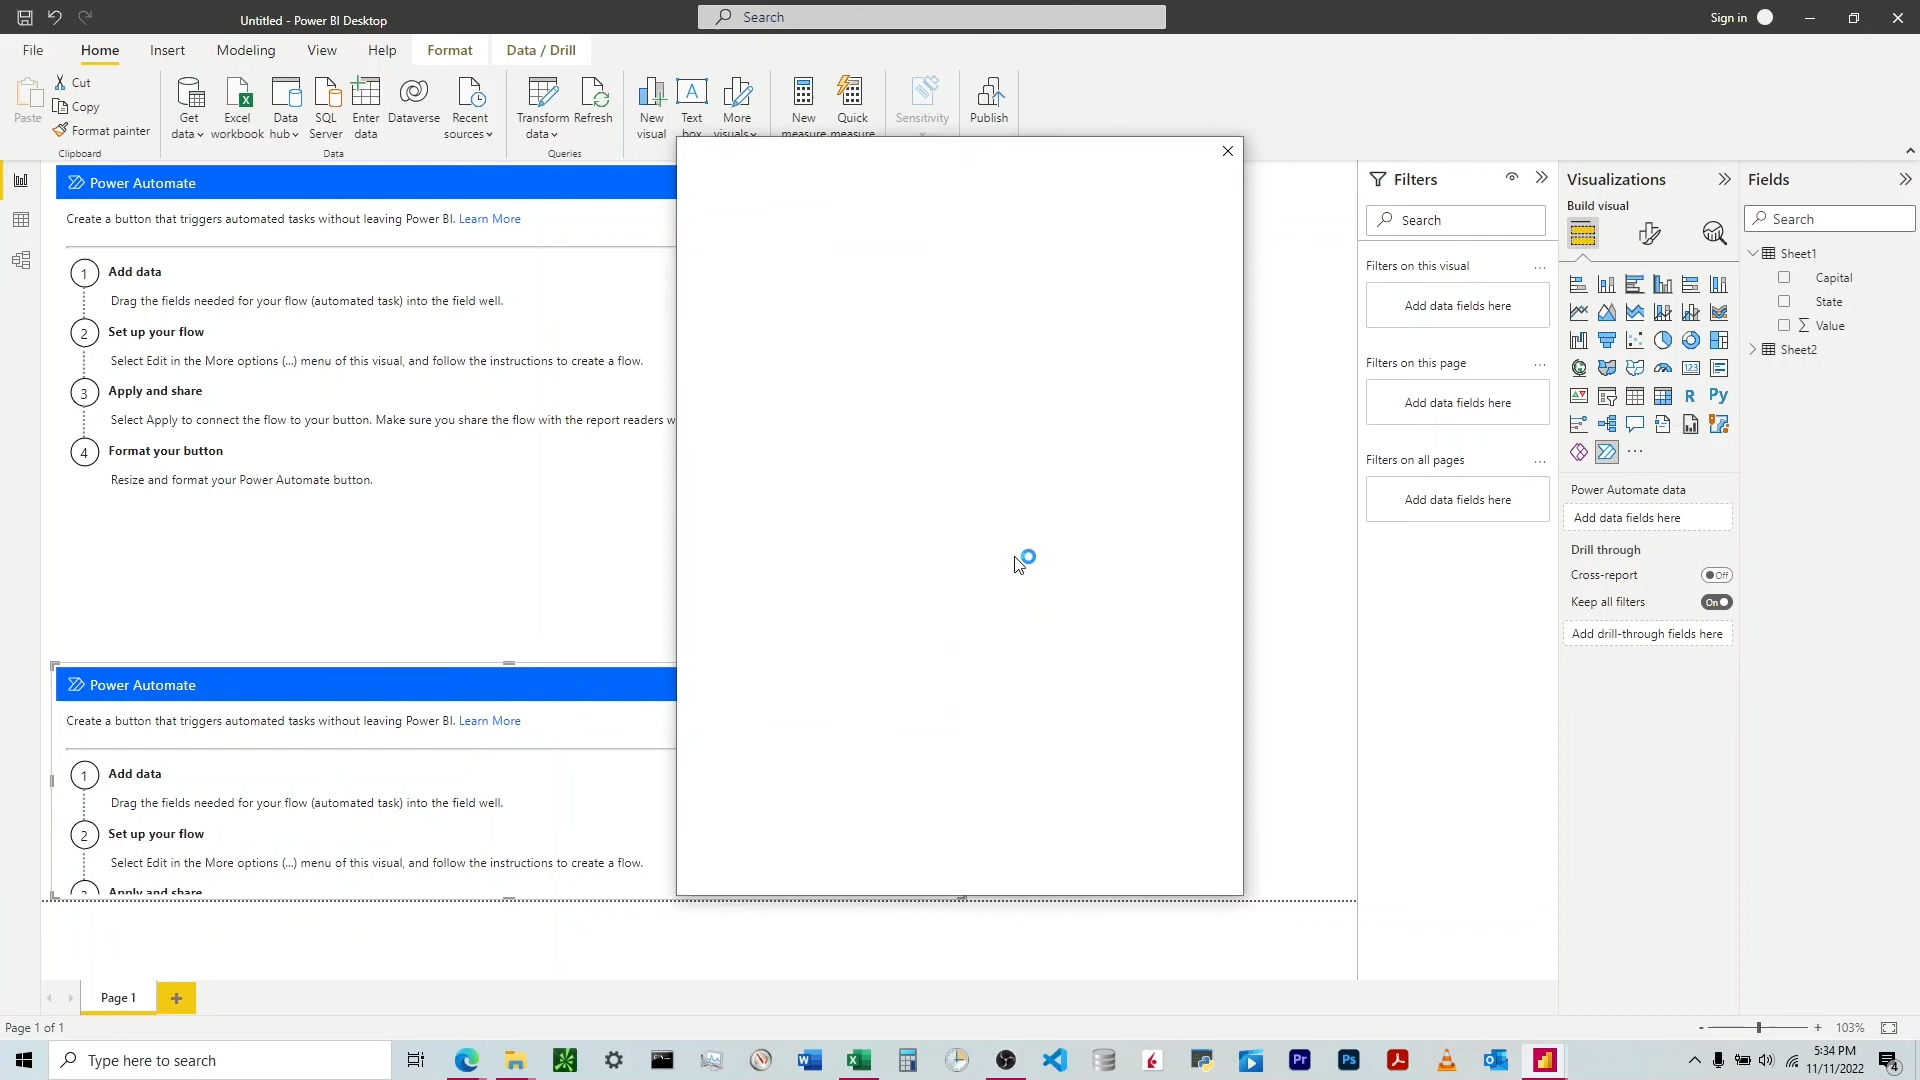 Untitled - Power BI Desktop
Search
Sign in
File
Home
Insert
Modeling
View
Help
Format
Data / Drill
Paste
Cut
Copy
Format painter
Clipboard
Get data
Excel workbook
Data hub
SQL Server
Enter data
Dataverse
Recent sources
Data
Transform data
Refresh
Queries
New visual
Text box
More visuals
New measure
Quick measure
Sensitivity
Publish
Power Automate
Create a button that triggers automated tasks without leaving Power BI. Learn More
1
Add data
Drag the fields needed for your flow (automated task) into the field well.
2
Set up your flow
Select Edit in the More options (...) menu of this visual, and follow the instructions to create a flow.
3
Apply and share
Select Apply to connect the flow to your button. Make sure you share the flow with the report readers w
4
Format your button
Resize and format your Power Automate button.
Power Automate
Create a button that triggers automated tasks without leaving Power BI. Learn More
1
Add data
Drag the fields needed for your flow (automated task) into the field well.
2
Set up your flow
Select Edit in the More options (...) menu of this visual, and follow the instructions to create a flow.
Apply and share
Filters
Search
Filters on this visual
Add data fields here
Filters on this page
Add data fields here
Filters on all pages
Add data fields here
Visualizations
Build visual
123
R
Py
Power Automate data
Add data fields here
Drill through
Cross-report
Off
Keep all filters
On
Add drill-through fields here
Fields
Search
Sheet1
Capital
State
Σ Value
Sheet2
Page 1
Page 1 of 1
- + 103%
Type here to search
Pr
Ps
5:34 PM
11/11/2022
4